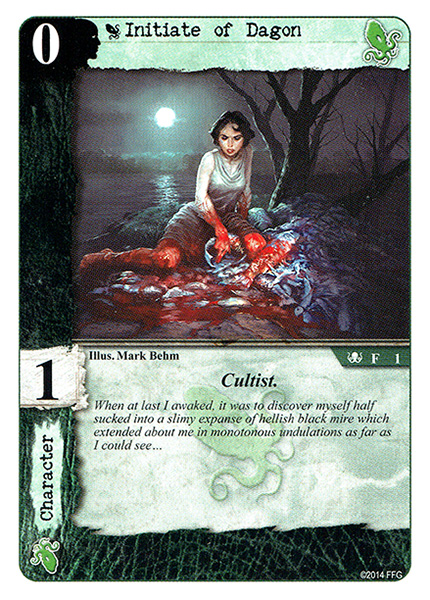 0
Initiate of Dagon
Illus. Mark Behm
F 1
1
Cultist.
When at last I awaked, it was to discover myself half
sucked into a slimy expanse of hellish black mire which
extended about me in monotonous undulations as far as
I could see...
Character
©2014 FFG